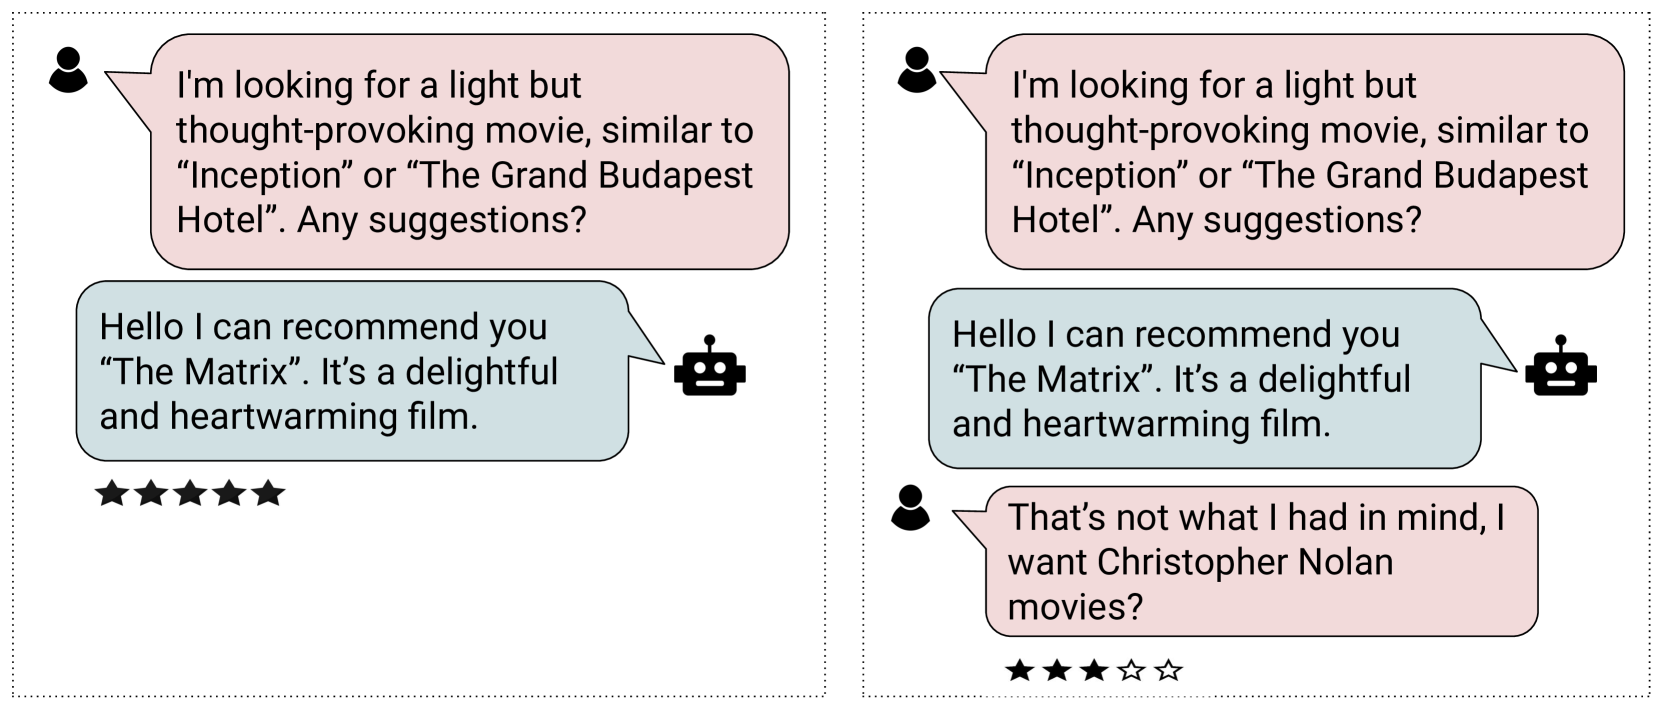 I'm looking for a light but
thought-provoking movie, similar to
“Inception” or “The Grand Budapest
Hotel”. Any suggestions?
Hello I can recommend you
“The Matrix”. It’s a delightful
and heartwarming film.
I'm looking for a light but
thought-provoking movie, similar to
“Inception” or “The Grand Budapest
Hotel”. Any suggestions?
Hello I can recommend you
“The Matrix”. It’s a delightful
and heartwarming film.
That’s not what I had in mind, I
want Christopher Nolan
movies?